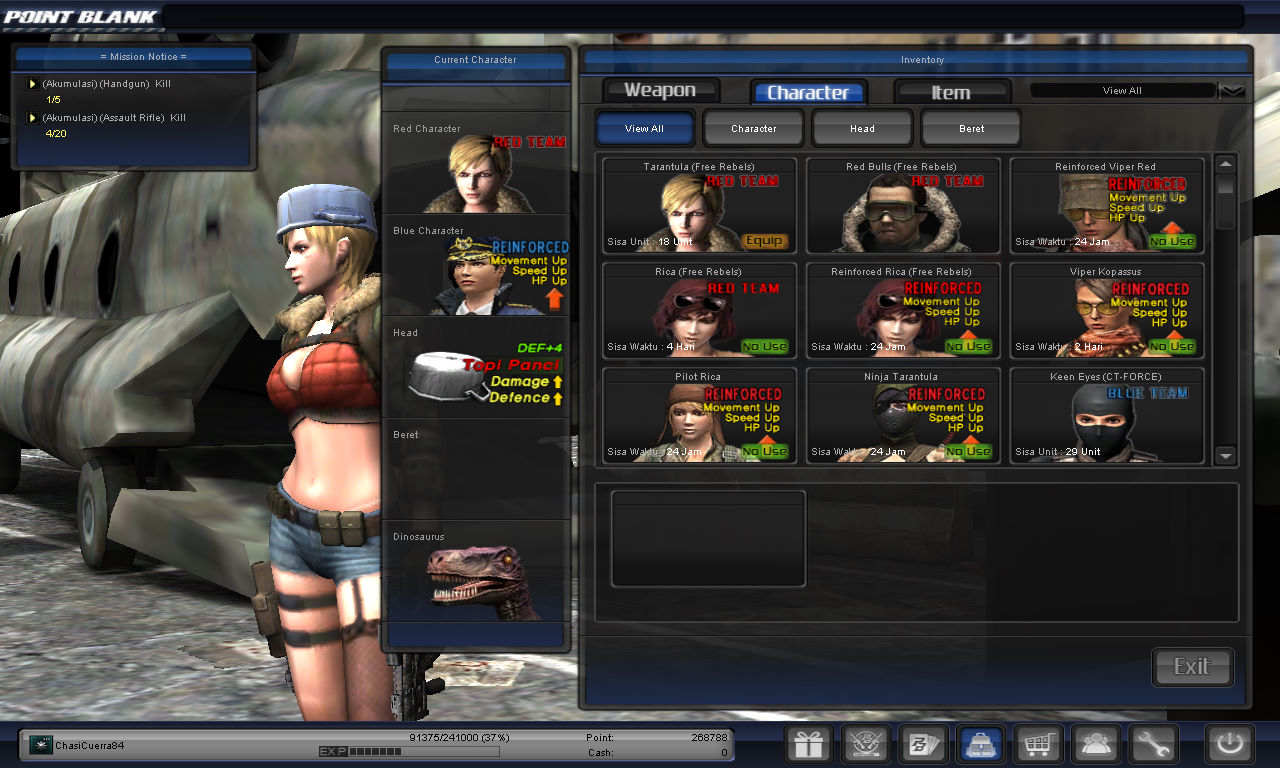 POINT BLANK
= Mission Notice =
(Akumulasi) (Handgun) Kill
1/5
(Akumulasi) (Assault Rifle) Kill
4/20
Current Character
Red Character
RED TEAM
Blue Character
REINFORCED
Movement Up
Speed Up
HP Up
Head
DEF+4
Topi Panci
Damage
Defence
Beret
Dinosaurus
Inventory
Weapon
Character
Item
View All
View All
Character
Head
Beret
Tarantula (Free Rebels)
RED TEAM
Sisa Unit : 18 Unit
Equip
Red Bulls (Free Rebels)
RED TEAM
Reinforced Viper Red
REINFORCED
Movement Up
Speed Up
HP Up
Sisa Waktu : 24 Jam
No Use
Rica (Free Rebels)
RED TEAM
Sisa Waktu : 4 Hari
No Use
Reinforced Rica (Free Rebels)
REINFORCED
Movement Up
Speed Up
HP Up
Sisa Waktu : 24 Jam
No Use
Viper Kopassus
REINFORCED
Movement Up
Speed Up
HP Up
Sisa Waktu : 2 Hari
No Use
Pilot Rica
REINFORCED
Movement Up
Speed Up
HP Up
Sisa Waktu : 24 Jam
No Use
Ninja Tarantula
REINFORCED
Movement Up
Speed Up
HP Up
Sisa Waktu : 24 Jam
No Use
Keen Eyes (CT-FORCE)
BLUE TEAM
Sisa Unit : 29 Unit
Exit
ChasiCuerra84
91375/241000 (37%)
EXP
Point: 268788
Cash: 0